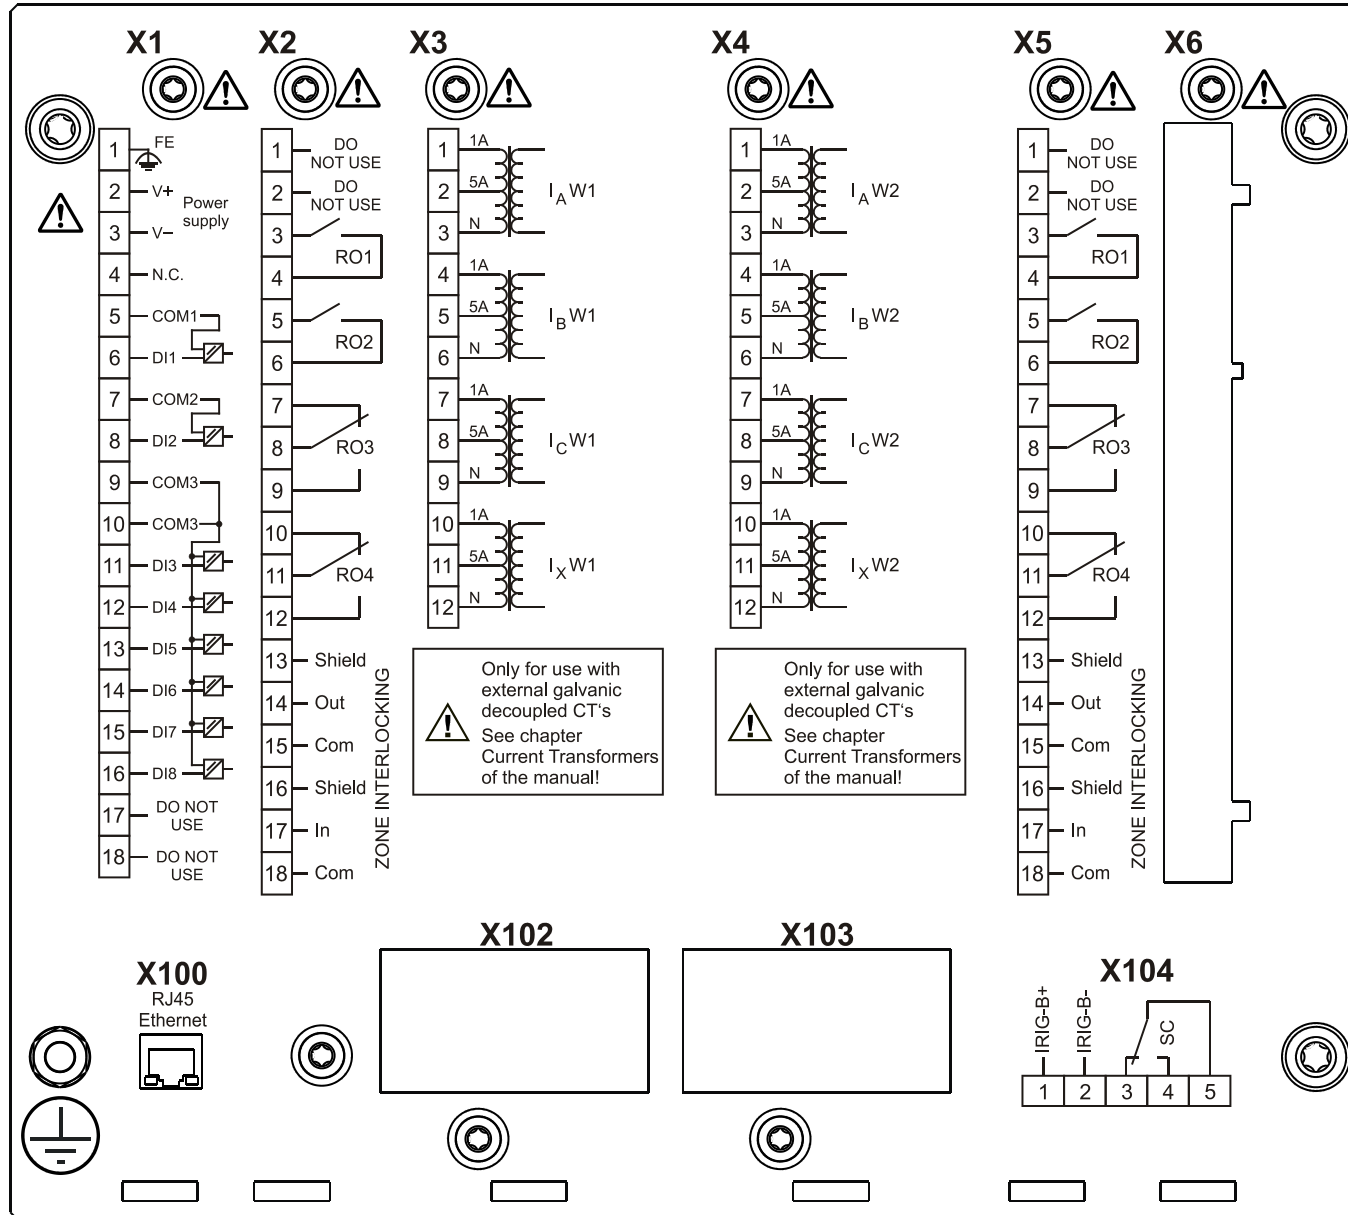 X1
1 FE
2 V+
Power
supply
3 V–
4 N.C.
5 COM1
6 DI1
7 COM2
8 DI2
9 COM3
10 COM3
11 DI3
12 DI4
13 DI5
14 DI6
15 DI7
16 DI8
17 DO NOT
USE
18 DO NOT
USE
X2
1 DO
NOT USE
2 DO
NOT USE
3
RO1
4
5
RO2
6
7
8 RO3
9
10
11 RO4
12
13 Shield
14 Out
15 Com
16 Shield
17 In
18 Com
ZONE INTERLOCKING
X3
1 1A
2 5A IA W1
3 N
4 1A
5 5A IB W1
6 N
7 1A
8 5A IC W1
9 N
10 1A
11 5A IX W1
12 N
Only for use with
external galvanic
decoupled CT‘s
See chapter
Current Transformers
of the manual!
X4
1 1A
2 5A IA W2
3 N
4 1A
5 5A IB W2
6 N
7 1A
8 5A IC W2
9 N
10 1A
11 5A IX W2
12 N
Only for use with
external galvanic
decoupled CT‘s
See chapter
Current Transformers
of the manual!
X5
1 DO
NOT USE
2 DO
NOT USE
3
RO1
4
5
RO2
6
7
8 RO3
9
10
11 RO4
12
13 Shield
14 Out
15 Com
16 Shield
17 In
18 Com
ZONE INTERLOCKING
X6
X100
RJ45
Ethernet
X102
X103
X104
IRIG-B+
IRIG-B-
SC
1 2 3 4 5